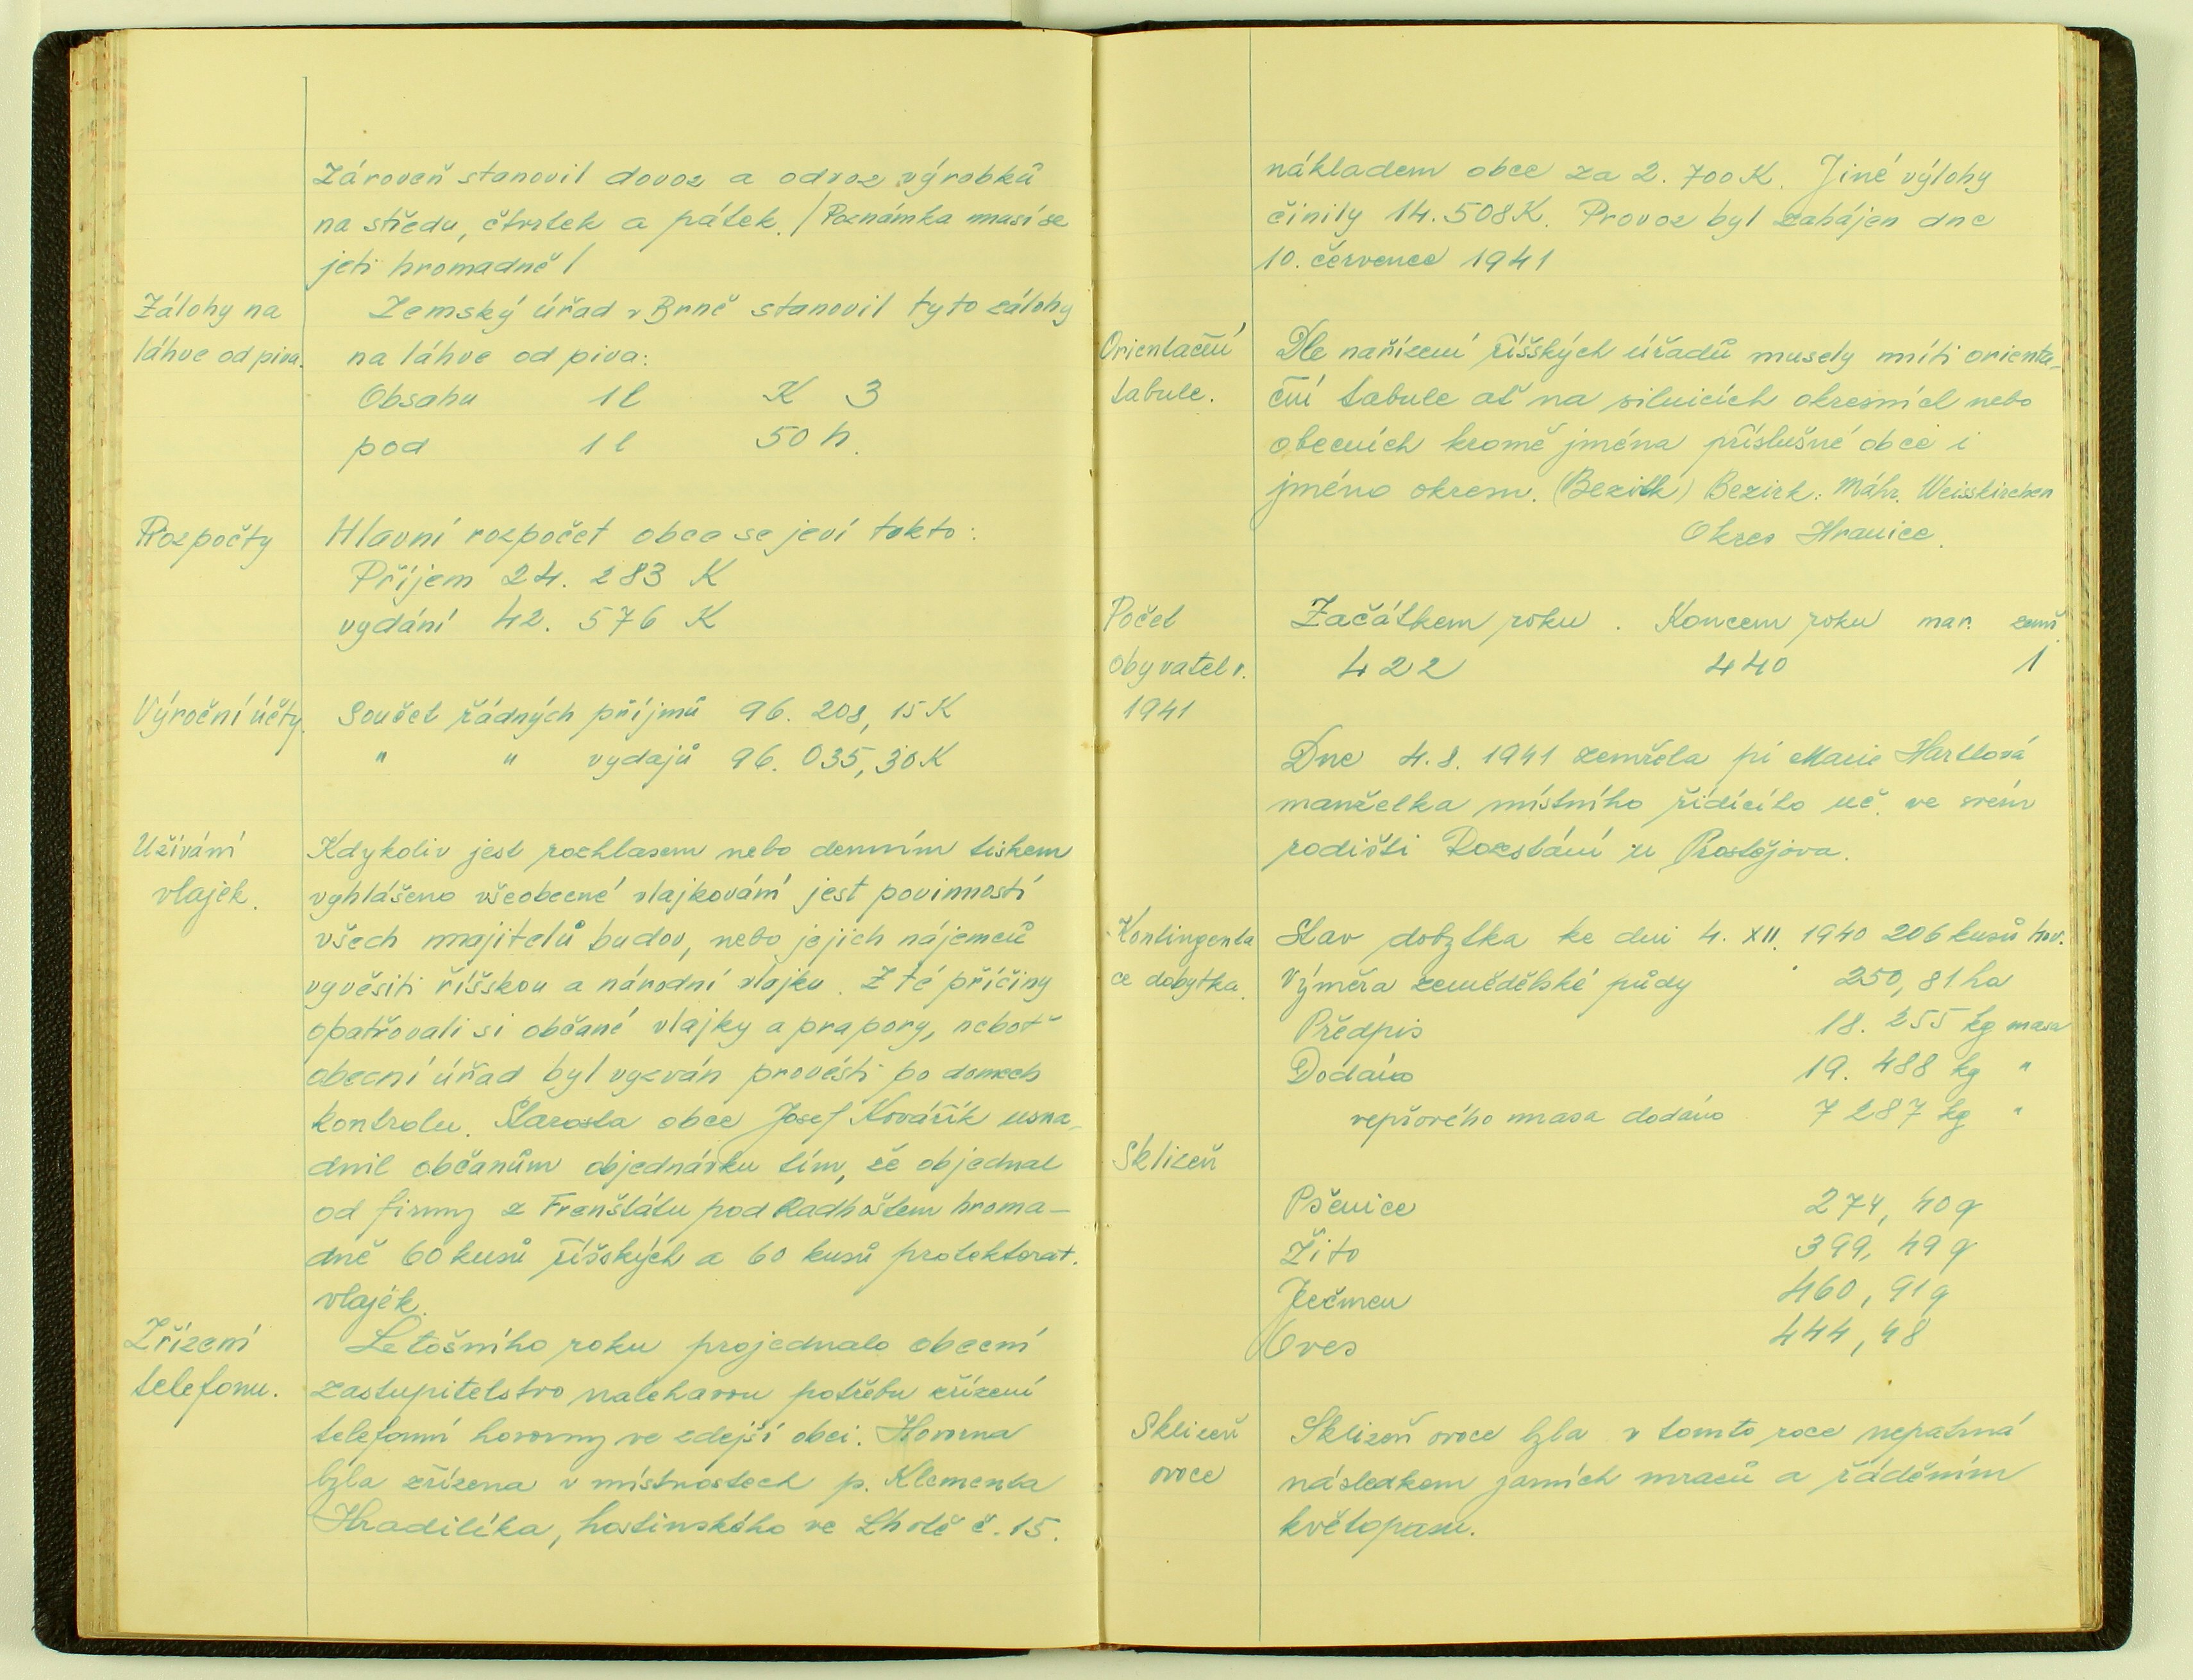 Zároveň stanovil dovoz a odvoz výrobků
na středu, čtvrtek a pátek. /Poznámka musí se
jeti hromadně/
Zálohy na
láhve od piva.
Zemský úřad v Brně stanovil tyto zálohy
na láhve od piva:
Obsahu 1 l K 3
pod 1 l 50 h.
Rozpočty
Hlavní rozpočet obce se jeví takto:
Příjem 24. 283 K
vydání 42. 576 K
Výroční účty.
Součet řádných příjmů 96. 208, 15 K
" " vydajů 96. 035, 30 K
Užívání
vlajek.
Kdykoliv jest rozhlasem nebo denním tiskem
vyhlášeno všeobecné vlajkování jest povinností
všech majitelů budov, nebo jejich nájemců
vyvěsiti říšskou a národní vlajku. Z té příčiny
opatřovali si občané vlajky a prapory, neboť
obecní úřad byl vyzván provésti po domech
kontrolu. Starosta obce Josef Kovářík usna-
dnil občanům objednávku tím, že objednal
od firmy z Frenštátu pod Radhoštem hroma-
dně 60 kusů říšských a 60 kusů protektorat.
vlajek.
Zřízení
telefonu.
Letošního roku projednalo obecní
zastupitelstvo nalehavou potřebu zřízení
telefonní hovorny ve zdejší obci. Hovorna
byla zřízena v místnostech p. Klementa
Hradilíka, hostinského ve Lhotě č. 15.
nákladem obce za 2. 700 K. Jiné výlohy
činily 14. 508 K. Provoz byl zahájen dne
10. července 1941
Orientační
tabule.
Dle nařízení říšských úřadů musely míti orienta-
ční tabule ať na silnicích okresních nebo
obecních kromě jména příslušné obce i
jméno okresu. (Bezirk) Bezirk: Mähr. Weisskirchen
Okres Hranice.
Počet
obyvatel r.
1941
Začátkem roku . Koncem roku nar. zemř.
422 440 1
Dne 4. 8. 1941 zemřela pí Marie Hartlová
manželka místního řídícího uč. ve svém
rodišti Rozstání u Prostějova.
Kontingenta
ce dobytka.
Stav dobytka ke dni 4. XII. 1940 206 kusů hov.
Výměra zemědělské půdy 250, 81 ha
Předpis 18. 255 kg masa
Dodáno 19. 488 kg "
vepřového masa dodáno 7 287 kg "
Sklizeň
Pšenice 274, 40 q
Žito 399, 49 q
Ječmen 460, 91 q
Oves 444, 48
Sklizeň
ovoce
Sklizeň ovoce byla v tomto roce nepatrná
následkem jarních mrazů a řáděním
květopasu.